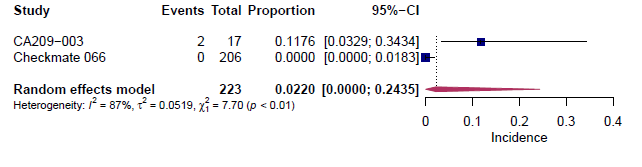 Study Events Total Proportion 95%−CI
CA209−003 2 17 0.1176 [0.0329; 0.3434]
Checkmate 066 0 206 0.0000 [0.0000; 0.0183]
Random effects model 223 0.0220 [0.0000; 0.2435]
Heterogeneity: I² = 87%, τ² = 0.0519, χ²₁ = 7.70 (p < 0.01)
0 0.1 0.2 0.3 0.4
Incidence